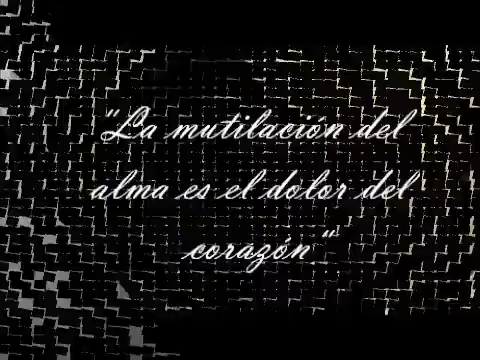 "La mutilación del
alma es el dolor del
corazón"